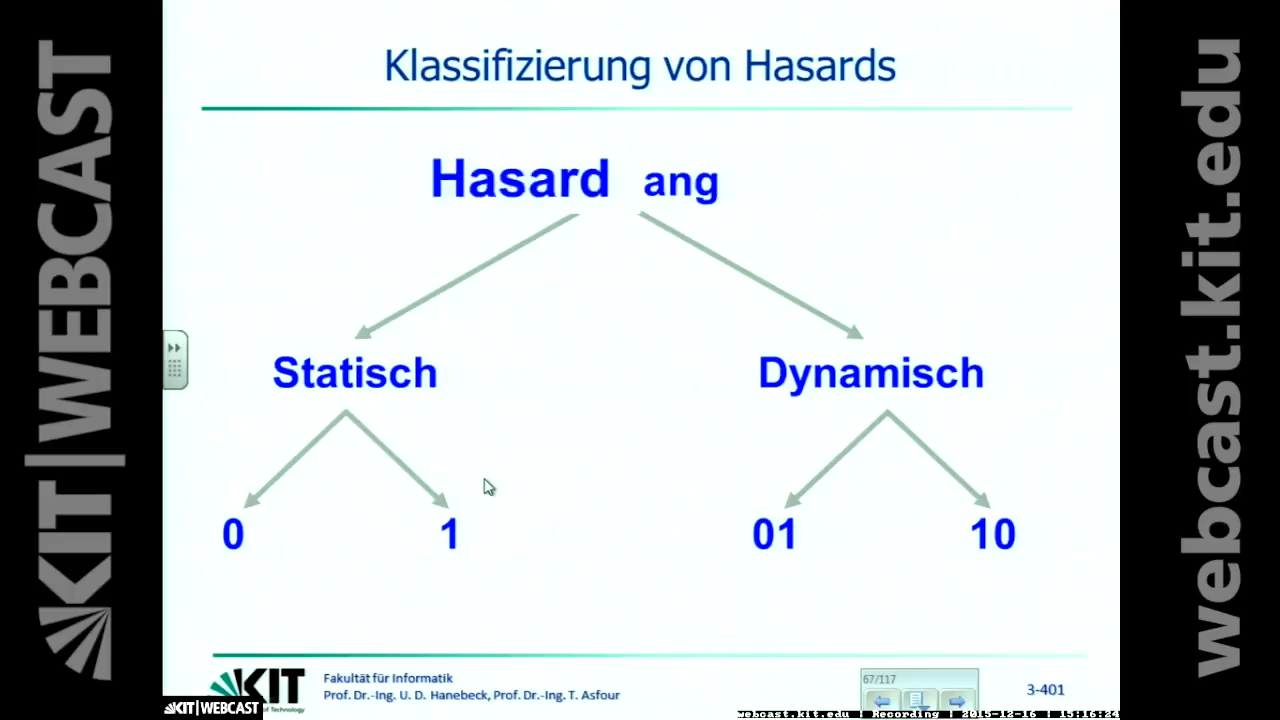 Klassifizierung von Hasards
Hasard ang
Statisch
Dynamisch
0
1
01
10
KIT
Fakultät für Informatik
Prof. Dr.-Ing. U. D. Hanebeck, Prof. Dr.-Ing. T. Asfour
67/117
3-401
KIT|WEBCAST
of Technology
webcast.kit.edu | Recording | 2015-12-16 | 15:16:24
KIT|WEBCAST
webcast.kit.edu